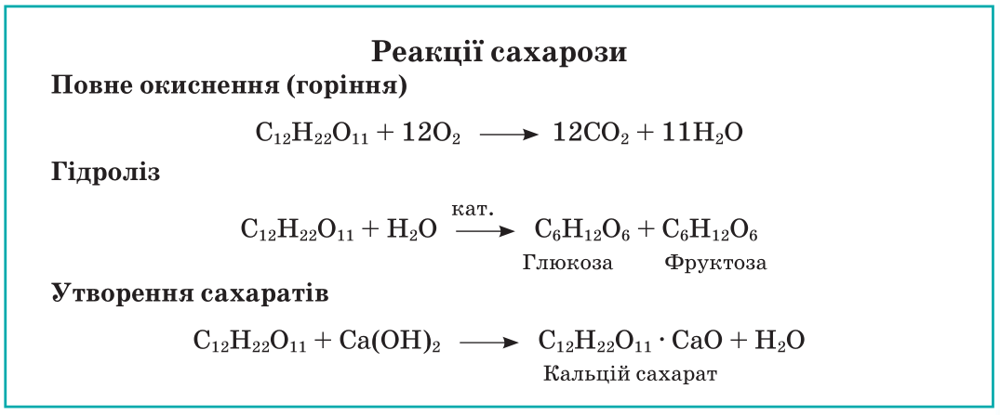 Реакції сахарози
Повне окиснення (горіння)
C₁₂H₂₂O₁₁ + 12O₂ ⟶ 12CO₂ + 11H₂O
Гідроліз
кат.
C₁₂H₂₂O₁₁ + H₂O ⟶ C₆H₁₂O₆ + C₆H₁₂O₆
Глюкоза Фруктоза
Утворення сахаратів
C₁₂H₂₂O₁₁ + Ca(OH)₂ ⟶ C₁₂H₂₂O₁₁ · CaO + H₂O
Кальцій сахарат